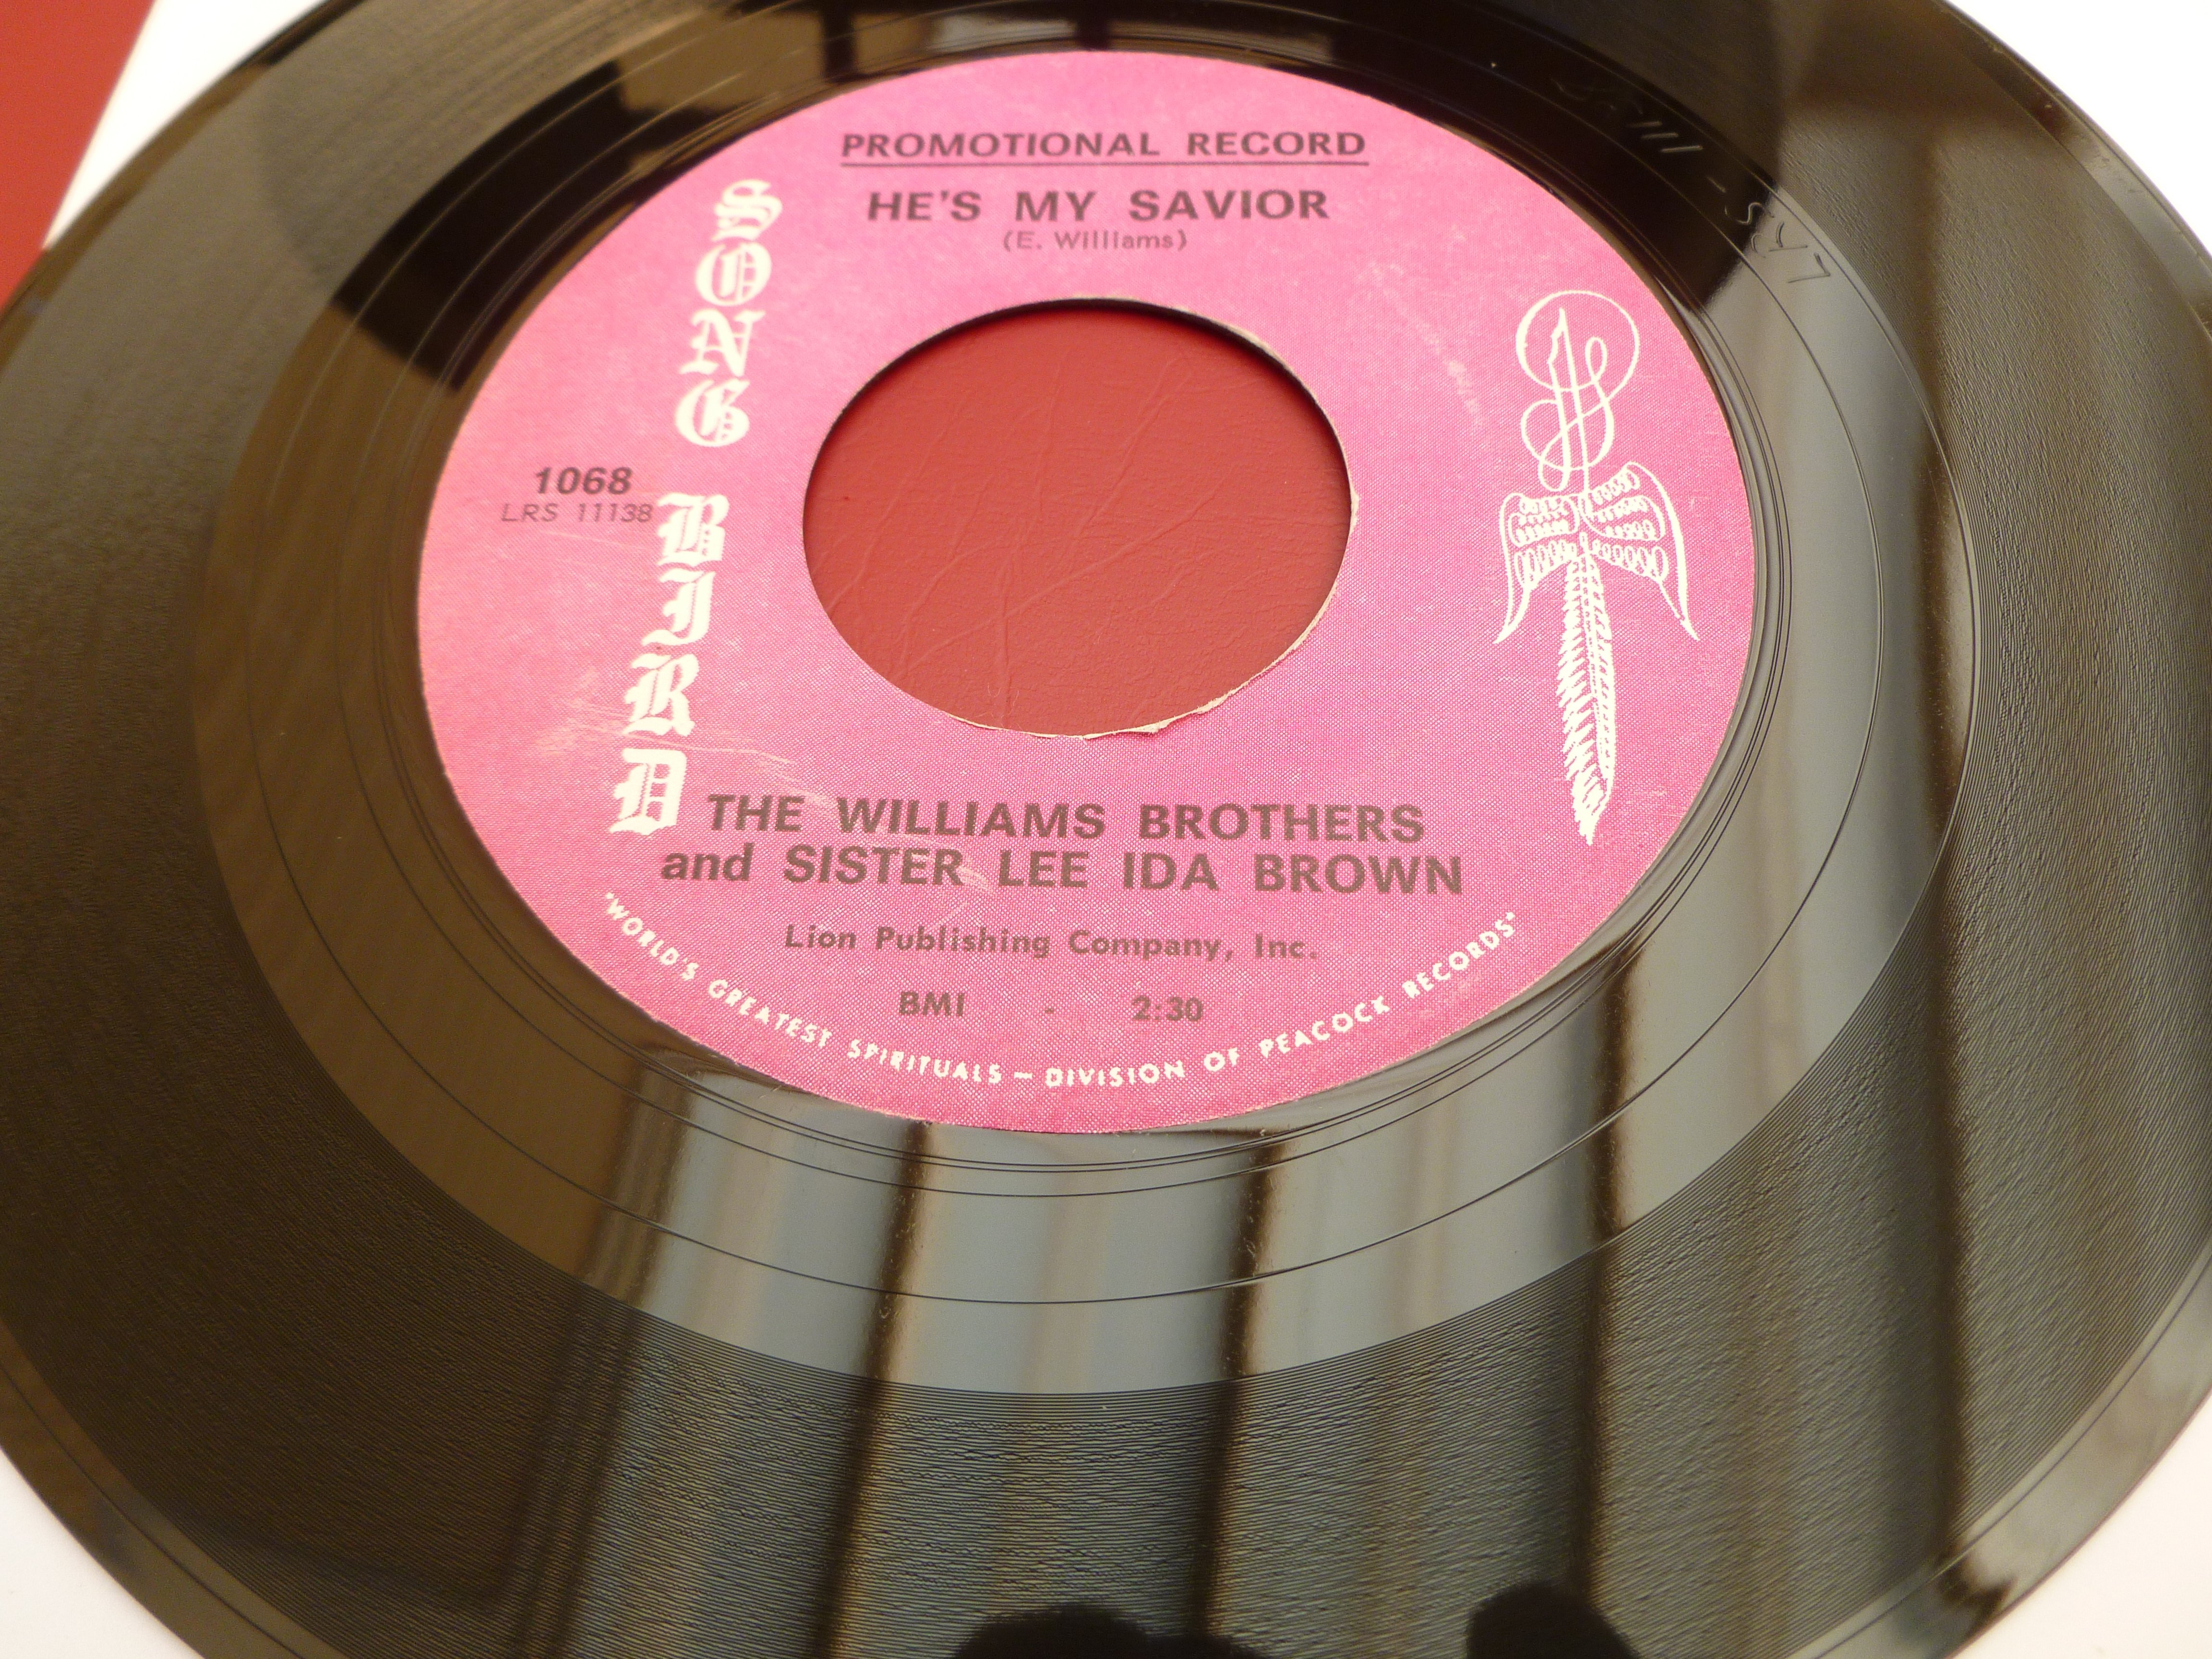 PROMOTIONAL RECORD
HE'S MY SAVIOR
(E. Williams)
SONG BIRD
1068
LRS 11138
THE WILLIAMS BROTHERS
and SISTER LEE IDA BROWN
Lion Publishing Company, Inc.
BMI - 2:30
"WORLD'S GREATEST SPIRITUALS — DIVISION OF PEACOCK RECORDS"